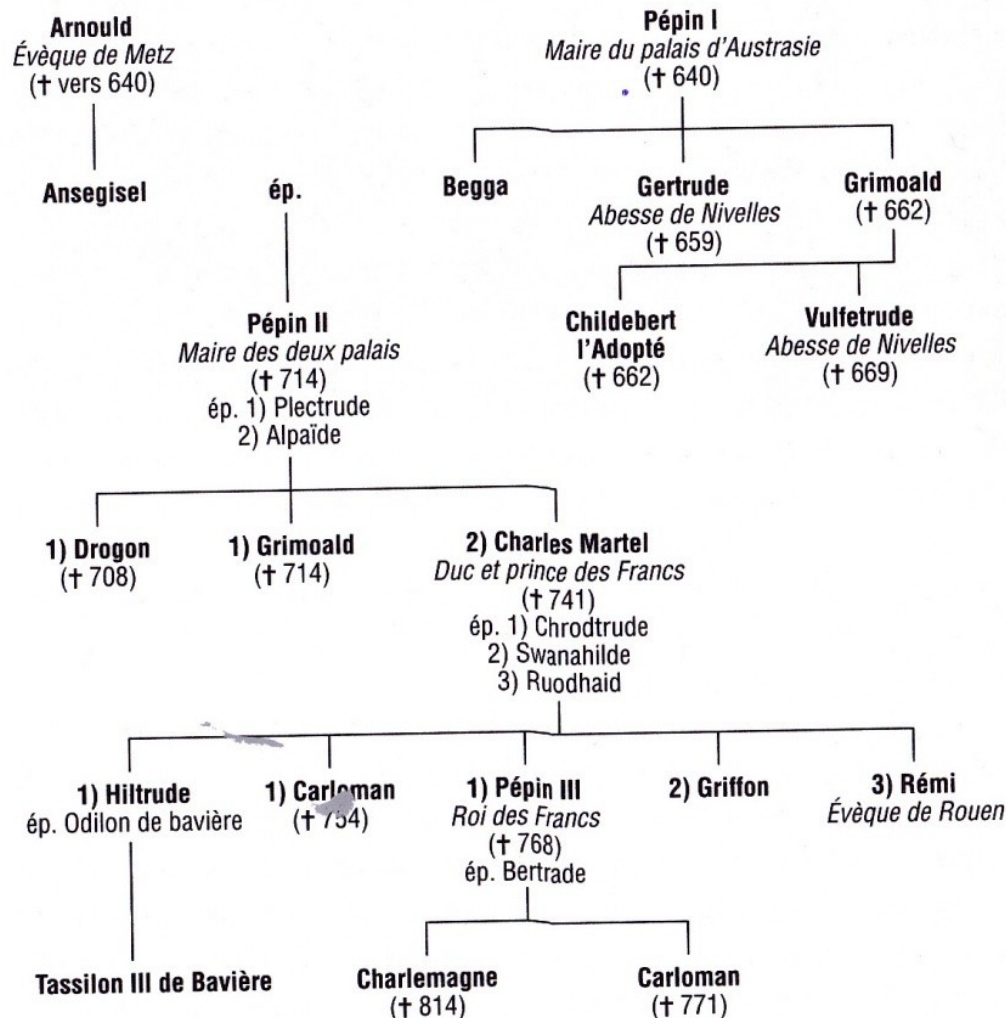 Arnould
Évèque de Metz
(† vers 640)
Pépin I
Maire du palais d'Austrasie
(† 640)
Ansegisel
ép.
Begga
Gertrude
Abesse de Nivelles
(† 659)
Grimoald
(† 662)
Pépin II
Maire des deux palais
(† 714)
ép. 1) Plectrude
2) Alpaïde
Childebert
l'Adopté
(† 662)
Vulfetrude
Abesse de Nivelles
(† 669)
1) Drogon
(† 708)
1) Grimoald
(† 714)
2) Charles Martel
Duc et prince des Francs
(† 741)
ép. 1) Chrodtrude
2) Swanahilde
3) Ruodhaid
1) Hiltrude
ép. Odilon de bavière
1) Carloman
(† 754)
1) Pépin III
Roi des Francs
(† 768)
ép. Bertrade
2) Griffon
3) Rémi
Évèque de Rouen
Tassilon III de Bavière
Charlemagne
(† 814)
Carloman
(† 771)